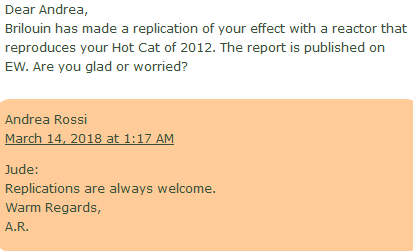 Dear Andrea,
Brilouin has made a replication of your effect with a reactor that
reproduces your Hot Cat of 2012. The report is published on
EW. Are you glad or worried?
Andrea Rossi
March 14, 2018 at 1:17 AM
Jude:
Replications are always welcome.
Warm Regards,
A.R.